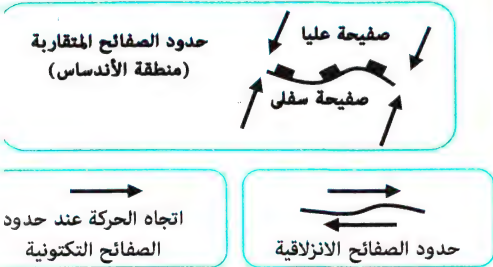 حدود الصفائح المتقاربة
(منطقة الأندساس)
صفيحة عليا
صفيحة سفلى
حدود الصفائح الانزلاقية
اتجاه الحركة عند حدود
الصفائح التكتونية